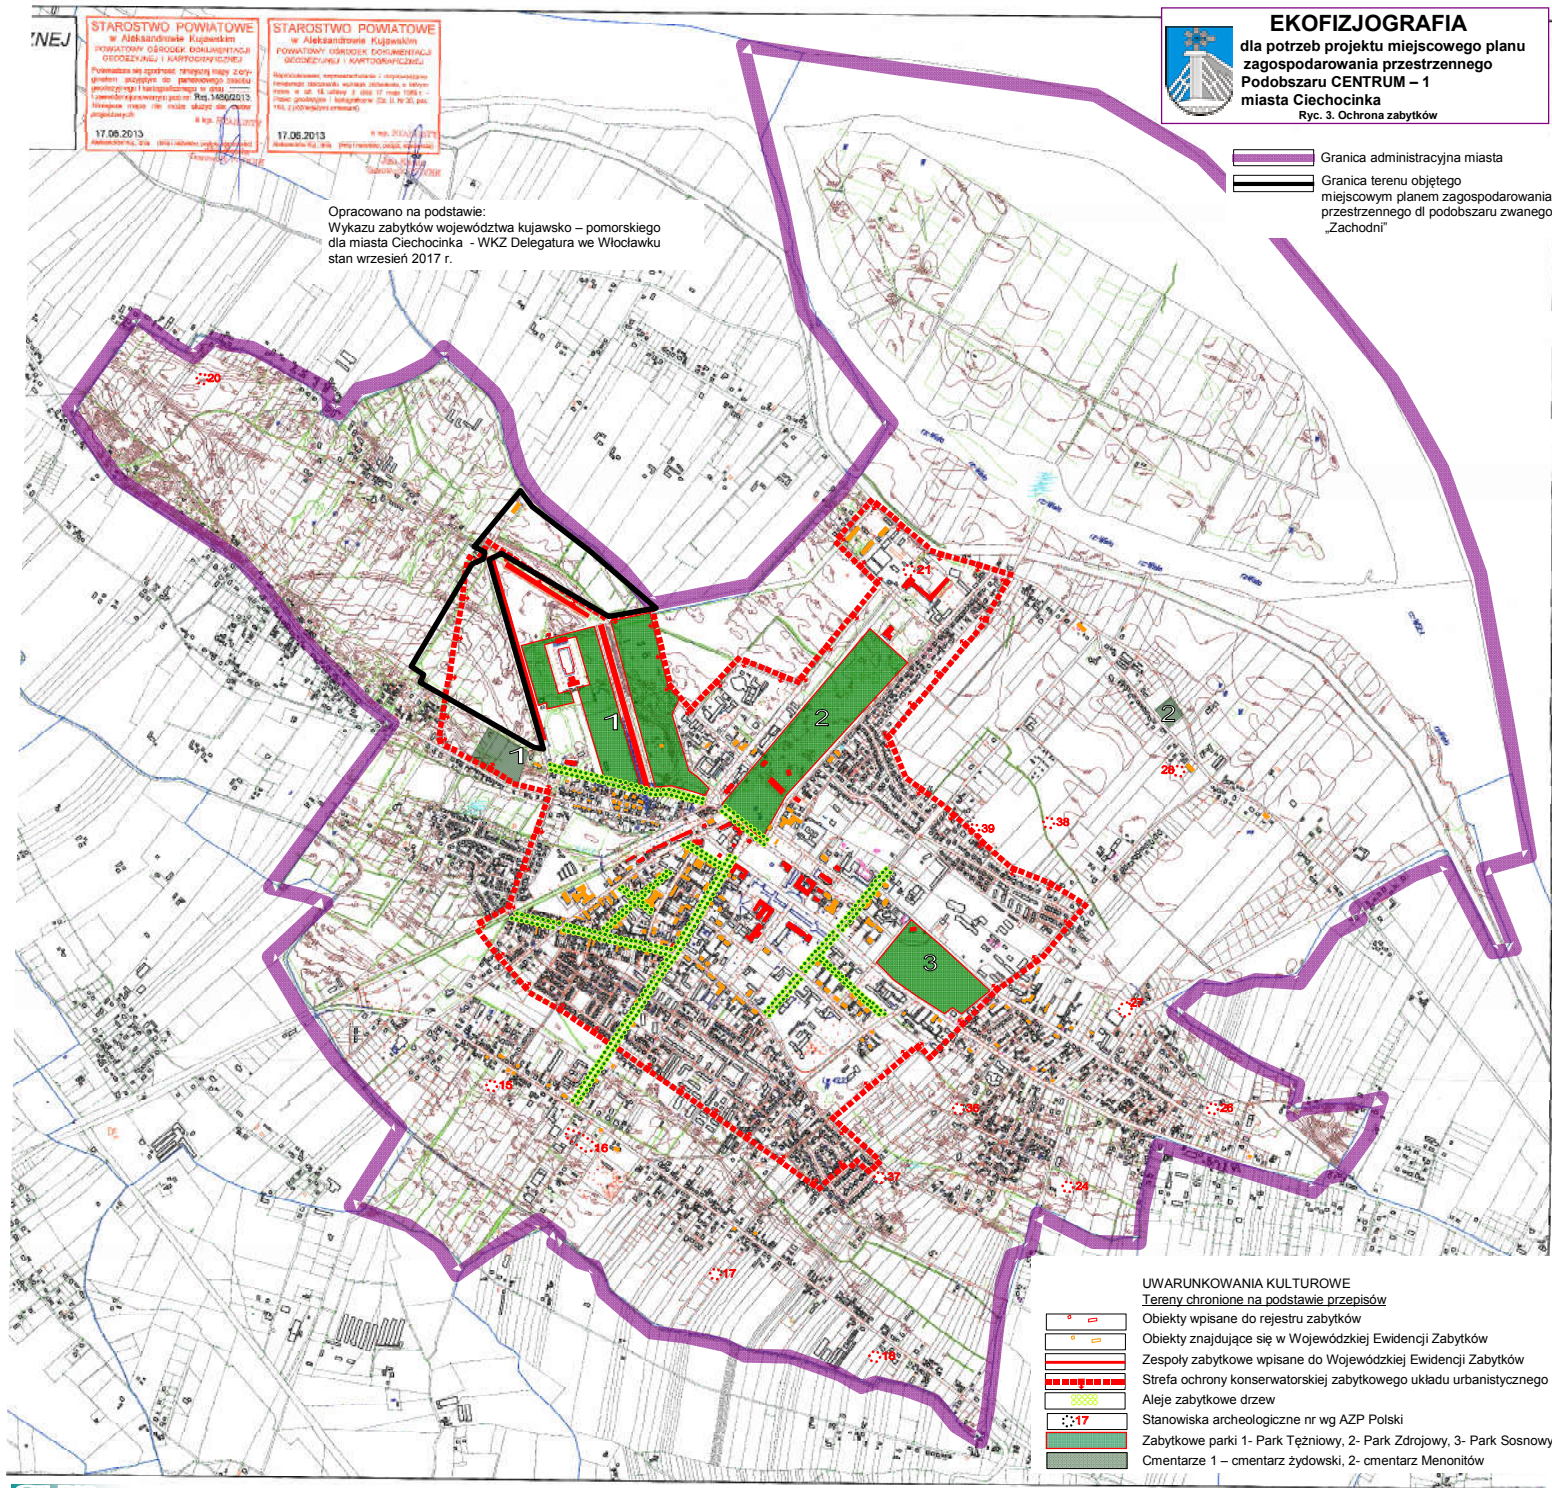 ZNEJ
STAROSTWO POWIATOWE
w Aleksandrowie Kujawskim
POWIATOWY OŚRODEK DOKUMENTACJI
GEODEZYJNEJ I KARTOGRAFICZNEJ
17.06.2013
STAROSTWO POWIATOWE
w Aleksandrowie Kujawskim
POWIATOWY OŚRODEK DOKUMENTACJI
GEODEZYJNEJ I KARTOGRAFICZNEJ
17.06.2013
EKOFIZJOGRAFIA
dla potrzeb projektu miejscowego planu
zagospodarowania przestrzennego
Podobszaru CENTRUM – 1
miasta Ciechocinka
Ryc. 3. Ochrona zabytków
Granica administracyjna miasta
Granica terenu objętego
miejscowym planem zagospodarowania
przestrzennego dl podobszaru zwanego
„Zachodni”
Opracowano na podstawie:
Wykazu zabytków województwa kujawsko – pomorskiego
dla miasta Ciechocinka - WKZ Delegatura we Włocławku
stan wrzesień 2017 r.
20
21
1
2
2
1
28
39
38
3
27
15
36
26
16
37
24
17
18
UWARUNKOWANIA KULTUROWE
Tereny chronione na podstawie przepisów
Obiekty wpisane do rejestru zabytków
Obiekty znajdujące się w Wojewódzkiej Ewidencji Zabytków
Zespoły zabytkowe wpisane do Wojewódzkiej Ewidencji Zabytków
Strefa ochrony konserwatorskiej zabytkowego układu urbanistycznego
Aleje zabytkowe drzew
17 Stanowiska archeologiczne nr wg AZP Polski
Zabytkowe parki 1- Park Tężniowy, 2- Park Zdrojowy, 3- Park Sosnowy
Cmentarze 1 – cmentarz żydowski, 2- cmentarz Menonitów